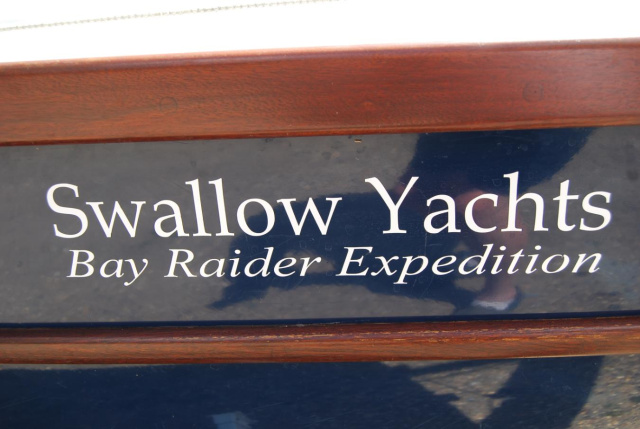 Swallow Yachts
Bay Raider Expedition